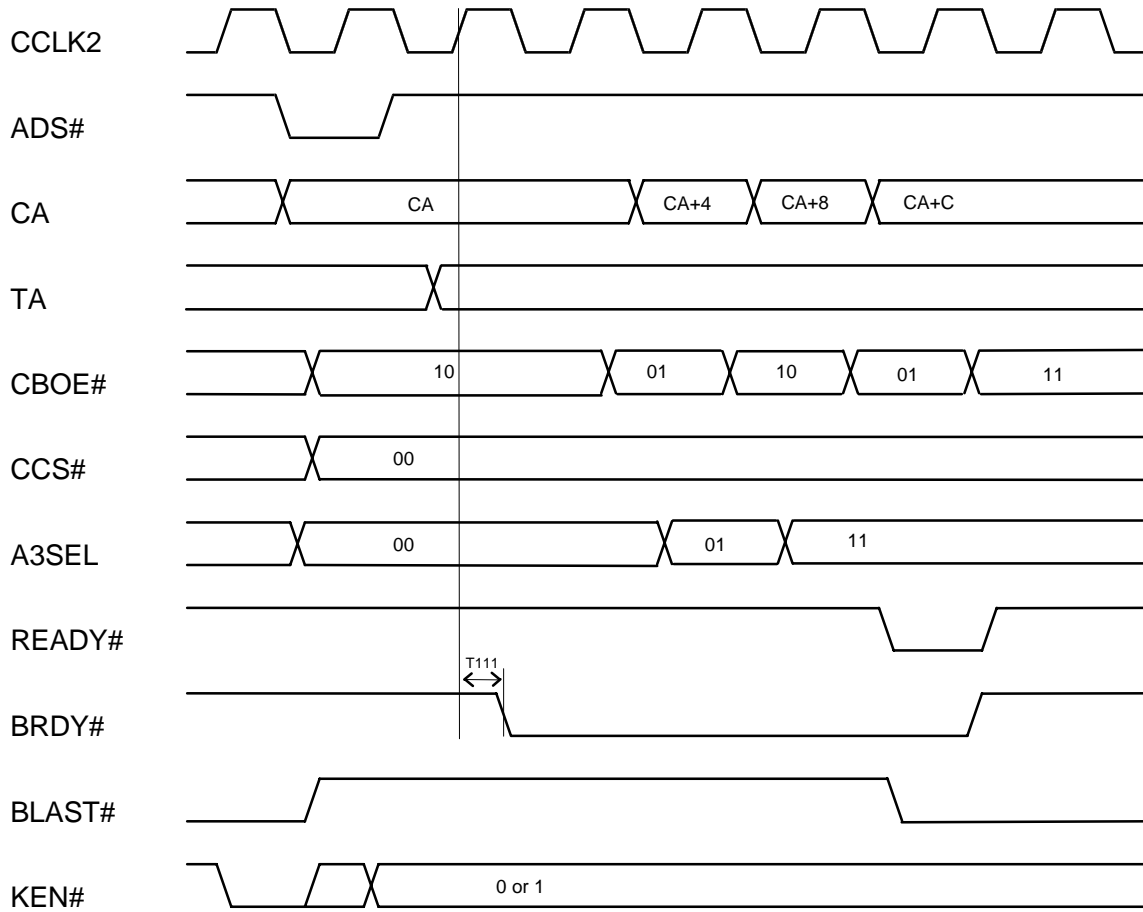 CCLK2
ADS#
CA CA CA+4 CA+8 CA+C
TA
CBOE# 10 01 10 01 11
CCS# 00
A3SEL 00 01 11
READY#
T111
BRDY#
BLAST#
KEN# 0 or 1